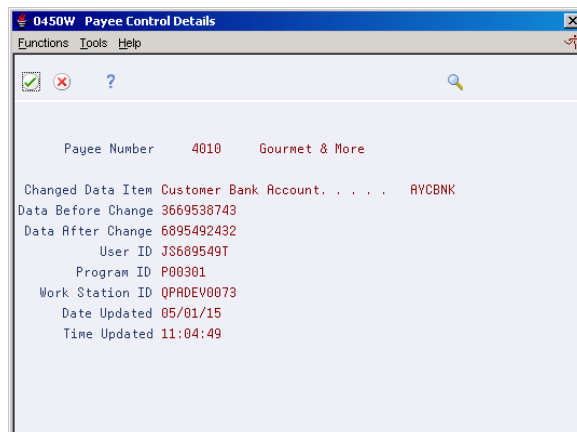 0450W Payee Control Details
Functions Tools Help
?
Payee Number 4010 Gourmet & More
Changed Data Item Customer Bank Account. . . . . AYCBNK
Data Before Change 3669538743
Data After Change 6895492432
User ID JS689549T
Program ID P00301
Work Station ID QPADEV0073
Date Updated 05/01/15
Time Updated 11:04:49